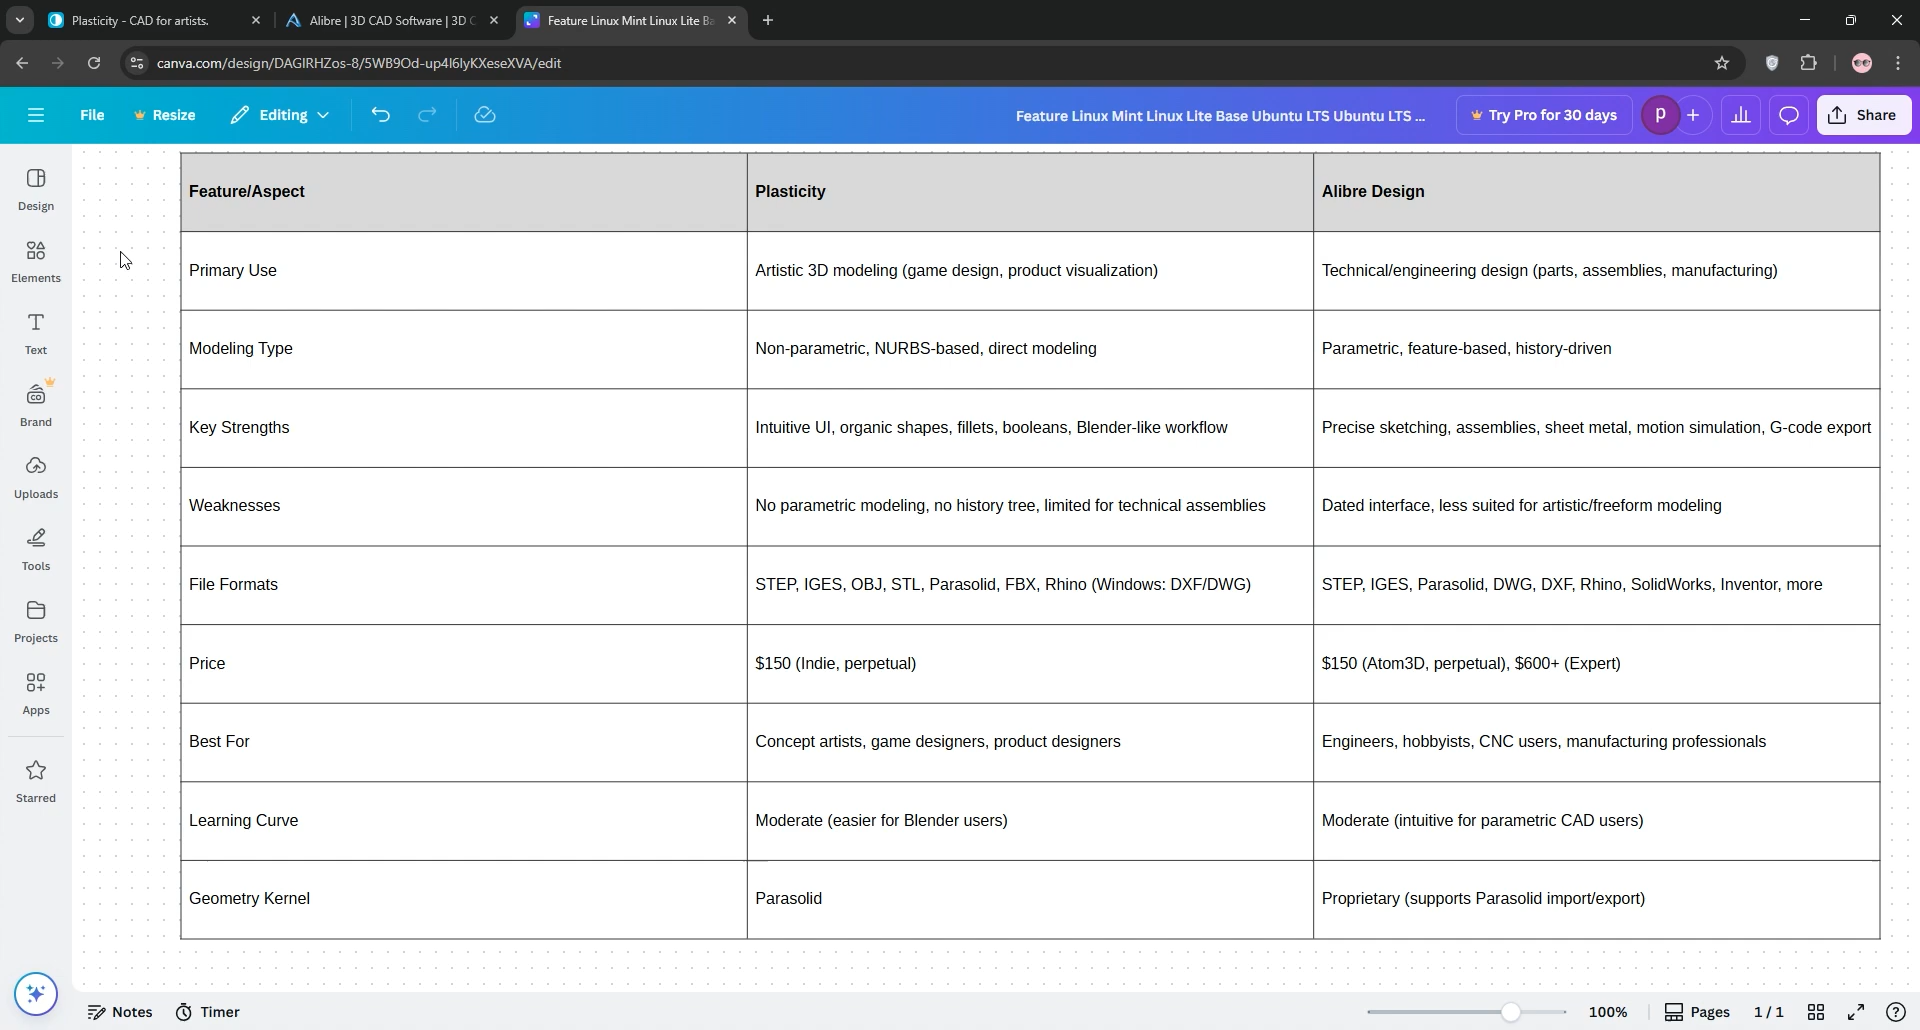 Plasticity - CAD for artists.
Alibre | 3D CAD Software | 3D C
Feature Linux Mint Linux Lite Ba
canva.com/design/DAGIRHZos-8/5WB9Od-up4I6lyKXeseXVA/edit
File
Resize
Editing
Feature Linux Mint Linux Lite Base Ubuntu LTS Ubuntu LTS ...
Try Pro for 30 days
P
Share
Design
Elements
Text
CO
Brand
Uploads
Tools
Projects
Apps
Starred
Feature/Aspect Plasticity Alibre Design
Primary Use Artistic 3D modeling (game design, product visualization) Technical/engineering design (parts, assemblies, manufacturing)
Modeling Type Non-parametric, NURBS-based, direct modeling Parametric, feature-based, history-driven
Key Strengths Intuitive UI, organic shapes, fillets, booleans, Blender-like workflow Precise sketching, assemblies, sheet metal, motion simulation, G-code export
Weaknesses No parametric modeling, no history tree, limited for technical assemblies Dated interface, less suited for artistic/freeform modeling
File Formats STEP, IGES, OBJ, STL, Parasolid, FBX, Rhino (Windows: DXF/DWG) STEP, IGES, Parasolid, DWG, DXF, Rhino, SolidWorks, Inventor, more
Price $150 (Indie, perpetual) $150 (Atom3D, perpetual), $600+ (Expert)
Best For Concept artists, game designers, product designers Engineers, hobbyists, CNC users, manufacturing professionals
Learning Curve Moderate (easier for Blender users) Moderate (intuitive for parametric CAD users)
Geometry Kernel Parasolid Proprietary (supports Parasolid import/export)
Notes
Timer
100%
Pages
1 / 1